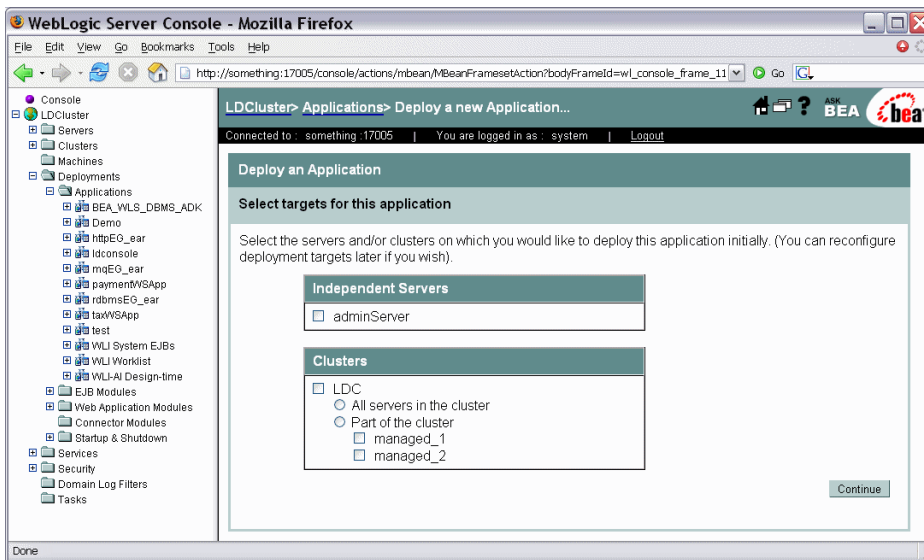 WebLogic Server Console - Mozilla Firefox
File Edit View Go Bookmarks Tools Help
http://something:17005/console/actions/mbean/MBeanFramesetAction?bodyFrameId=wl_console_frame_11
Go
Console
LDCluster
Servers
Clusters
Machines
Deployments
Applications
BEA_WLS_DBMS_ADK
Demo
httpEG_ear
ldconsole
mqEG_ear
paymentWSApp
rdbmsEG_ear
taxWSApp
test
WLI System EJBs
WLI Worklist
WLI-AI Design-time
EJB Modules
Web Application Modules
Connector Modules
Startup & Shutdown
Services
Security
Domain Log Filters
Tasks
LDCluster> Applications> Deploy a new Application...
? ASK BEA bea
Connected to : something :17005 | You are logged in as : system | Logout
Deploy an Application
Select targets for this application
Select the servers and/or clusters on which you would like to deploy this application initially. (You can reconfigure
deployment targets later if you wish).
Independent Servers
adminServer
Clusters
LDC
All servers in the cluster
Part of the cluster
managed_1
managed_2
Continue
Done